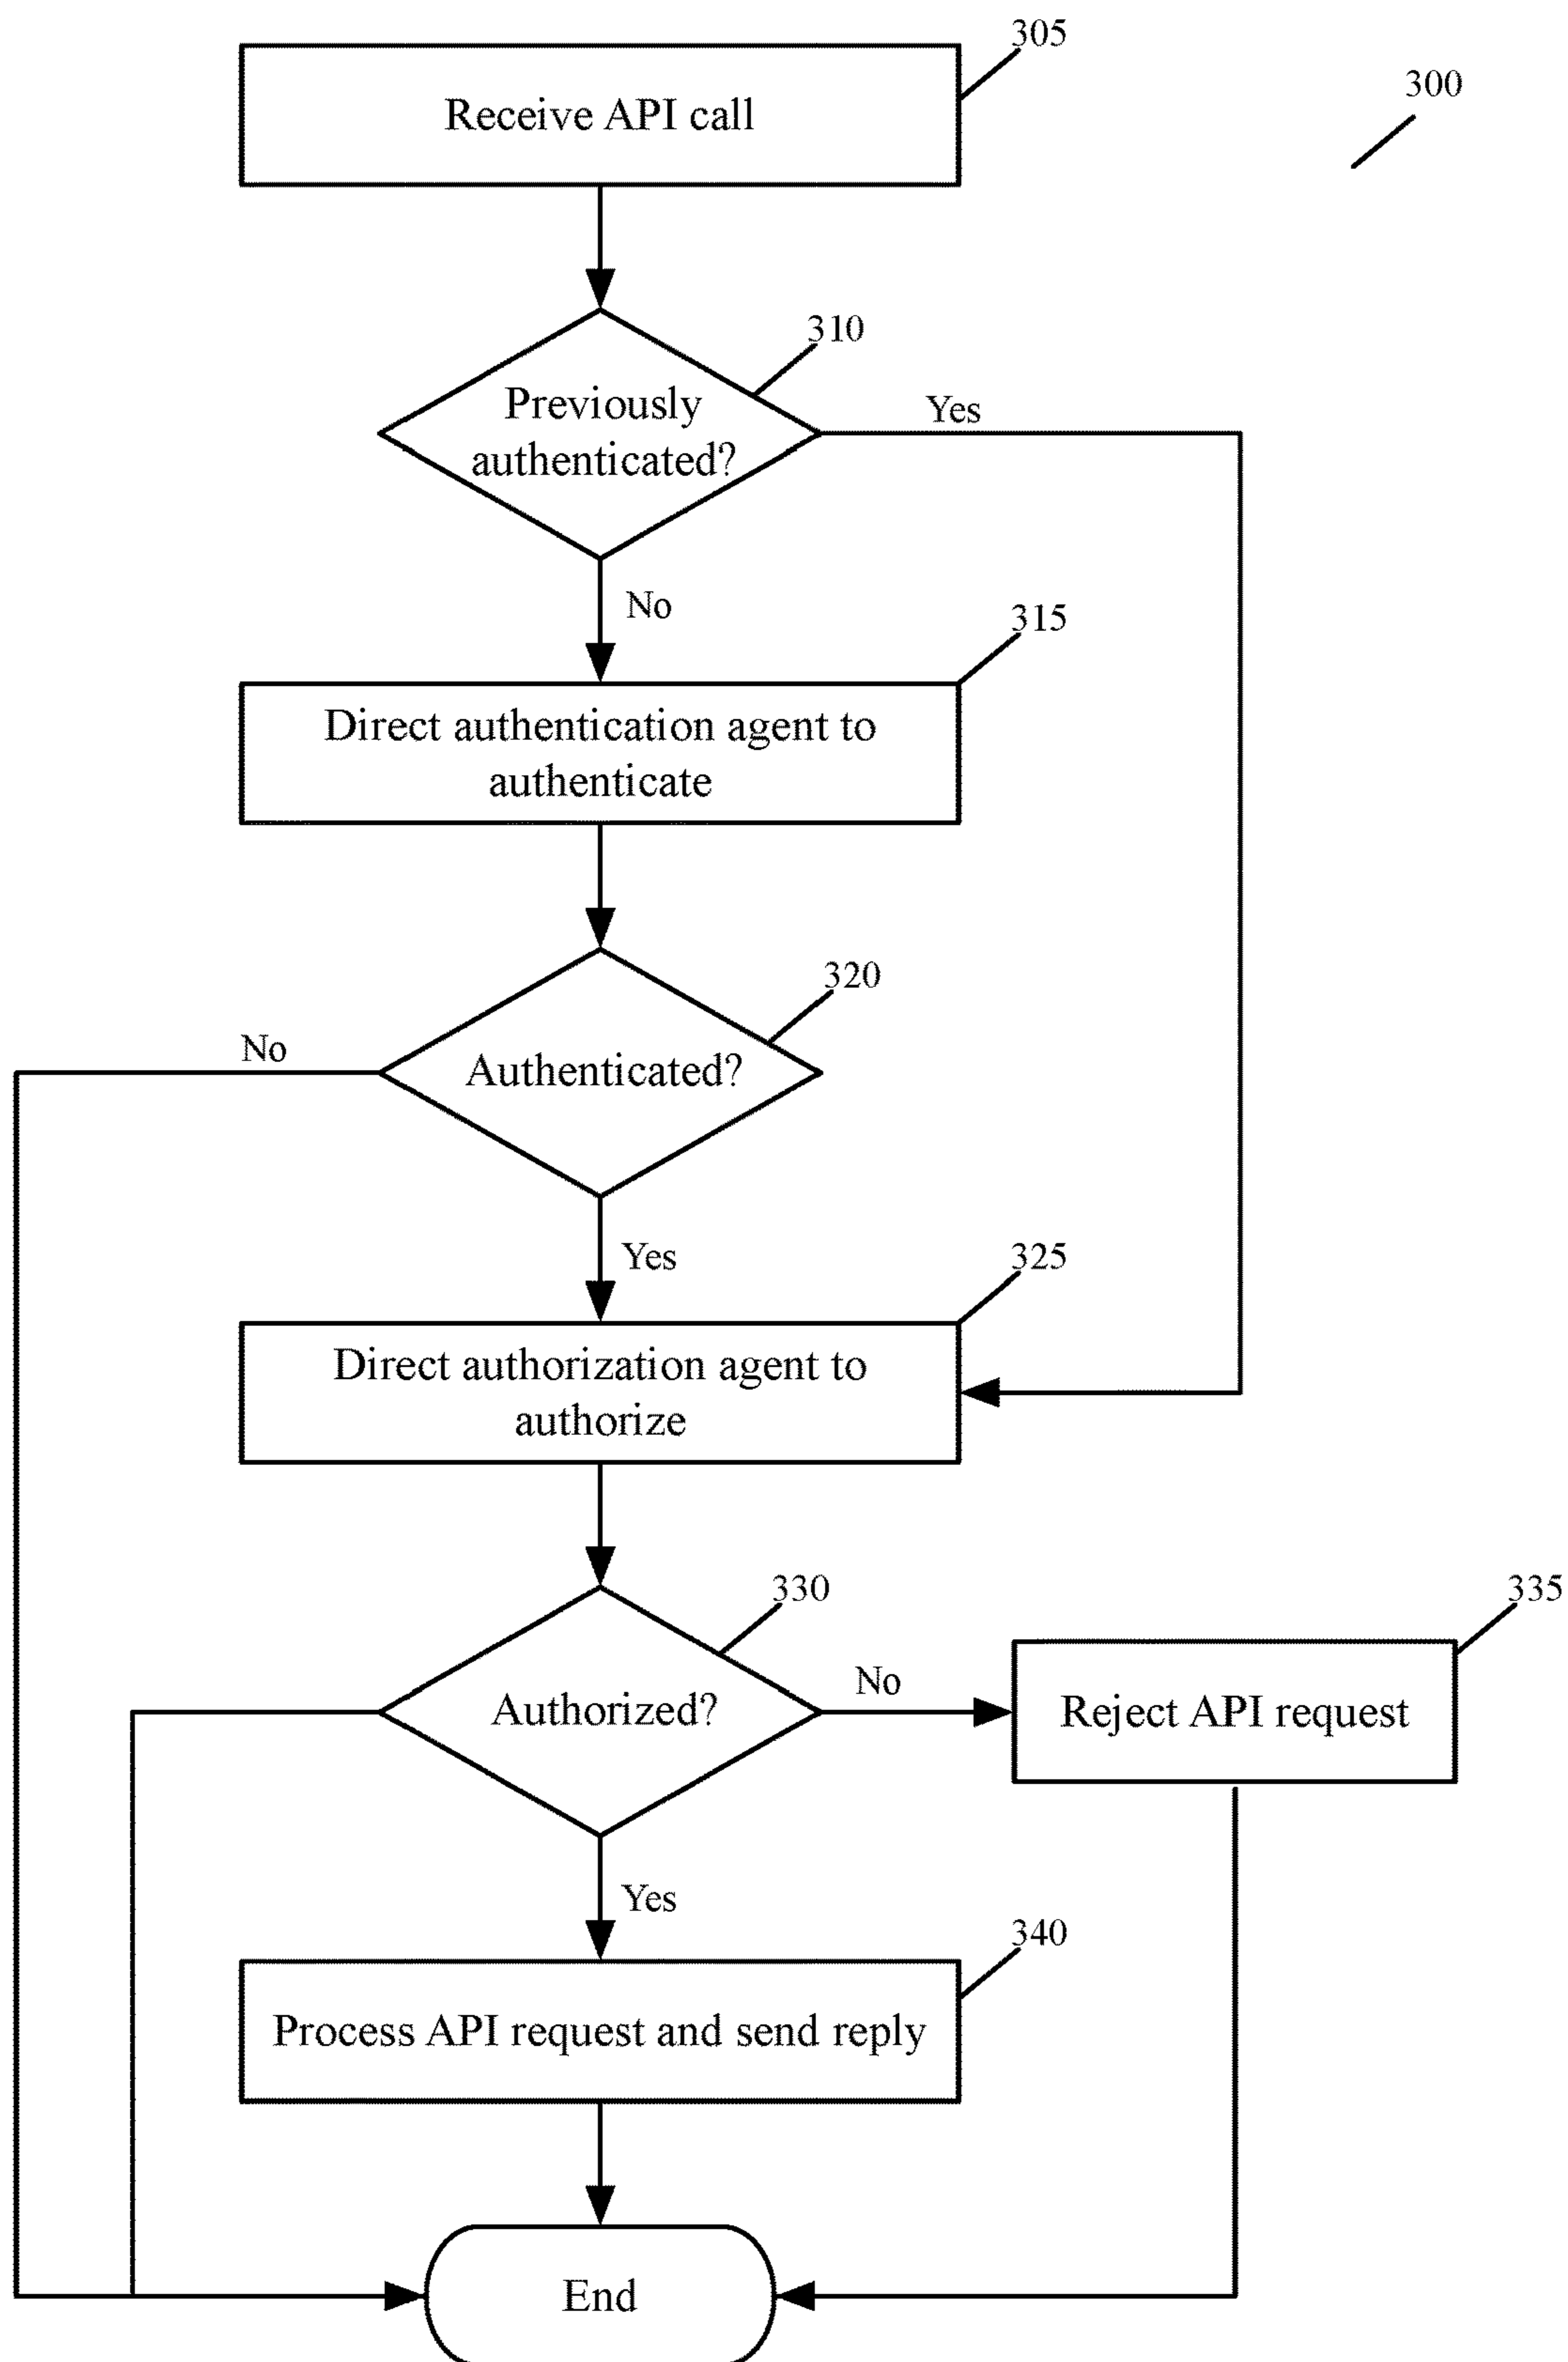 305
300
Receive API call
310
Previously
authenticated?
Yes
No
315
Direct authentication agent to
authenticate
320
No
Authenticated?
Yes
325
Direct authorization agent to
authorize
330
335
Authorized?
No
Reject API request
Yes
340
Process API request and send reply
End